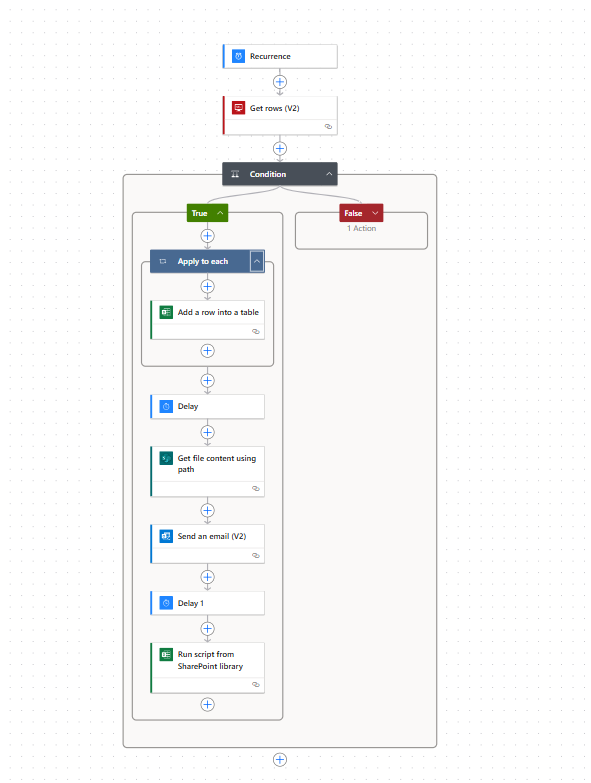 Recurrence
Get rows (V2)
Condition
True
False
1 Action
Apply to each
Add a row into a table
Delay
Get file content using
path
Send an email (V2)
Delay 1
Run script from
SharePoint library